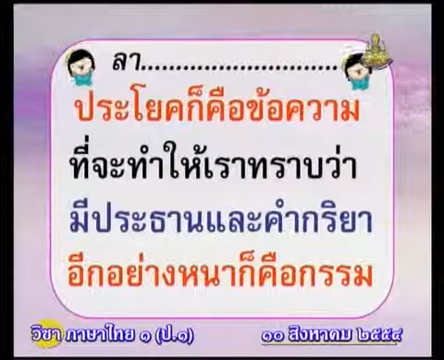 ลา............................
ประโยคก็คือข้อความ
ที่จะทำให้เราทราบว่า
มีประธานและคำกริยา
อีกอย่างหนาก็คือกรรม
วิชา ภาษาไทย ๑ (ป.๑) ๑๐ สิงหาคม ๒๕๕๔